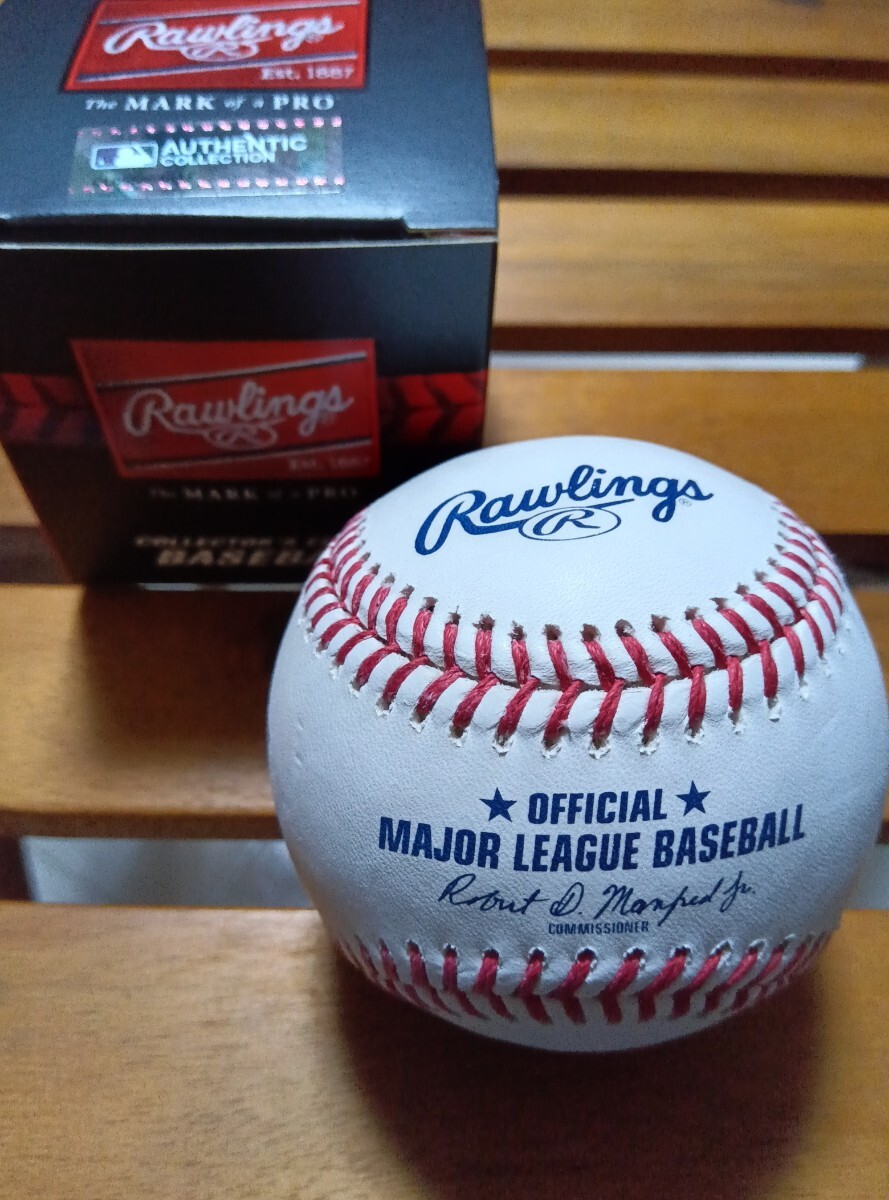 Rawlings®
R
Est. 1887
The MARK of a PRO
AUTHENTIC
COLLECTION
Rawlings®
R
Est. 1887
The MARK of a PRO
BASEBA
Rawlings®
R
★ OFFICIAL ★
MAJOR LEAGUE BASEBALL
Robert D. Manfred Jr.
COMMISSIONER